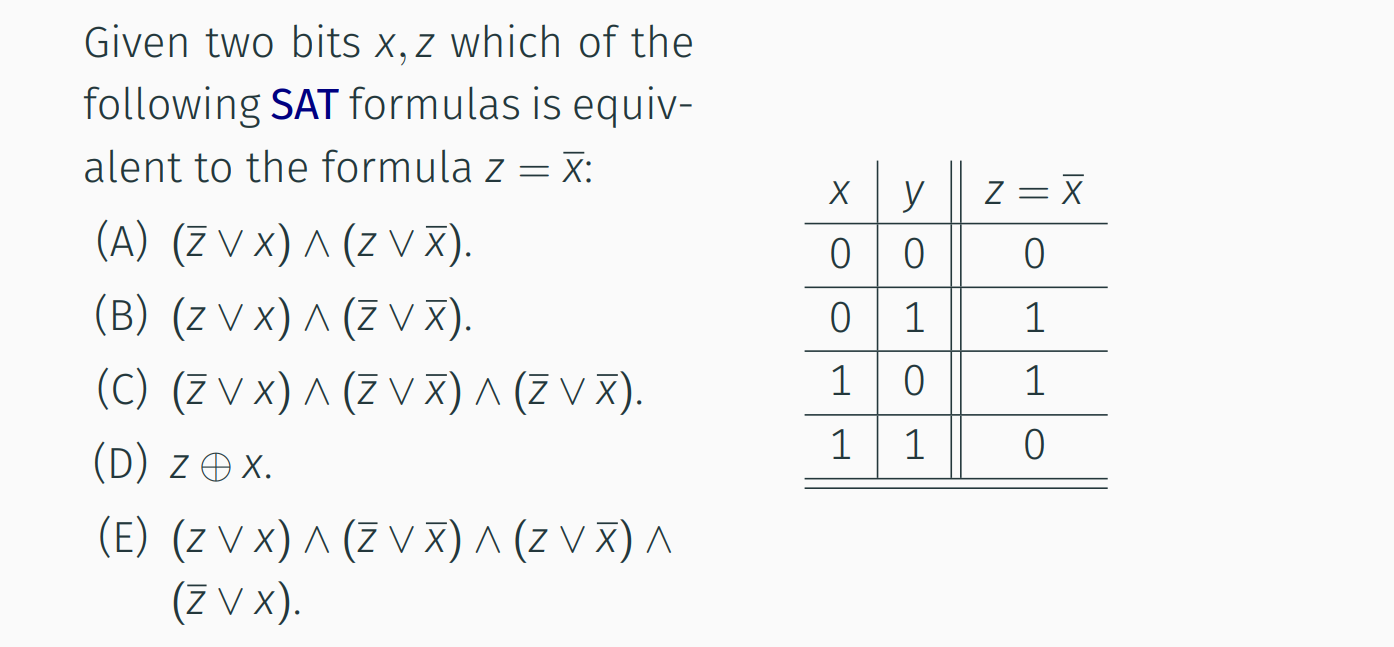 Given two bits x, z which of the
following SAT formulas is equiv-
alent to the formula z = x̅:
(A) (z̅ ∨ x) ∧ (z ∨ x̅).
(B) (z ∨ x) ∧ (z̅ ∨ x̅).
(C) (z̅ ∨ x) ∧ (z̅ ∨ x̅) ∧ (z̅ ∨ x̅).
(D) z ⊕ x.
(E) (z ∨ x) ∧ (z̅ ∨ x̅) ∧ (z ∨ x̅) ∧
(z̅ ∨ x).
x y z = x̅
0 0 0
0 1 1
1 0 1
1 1 0